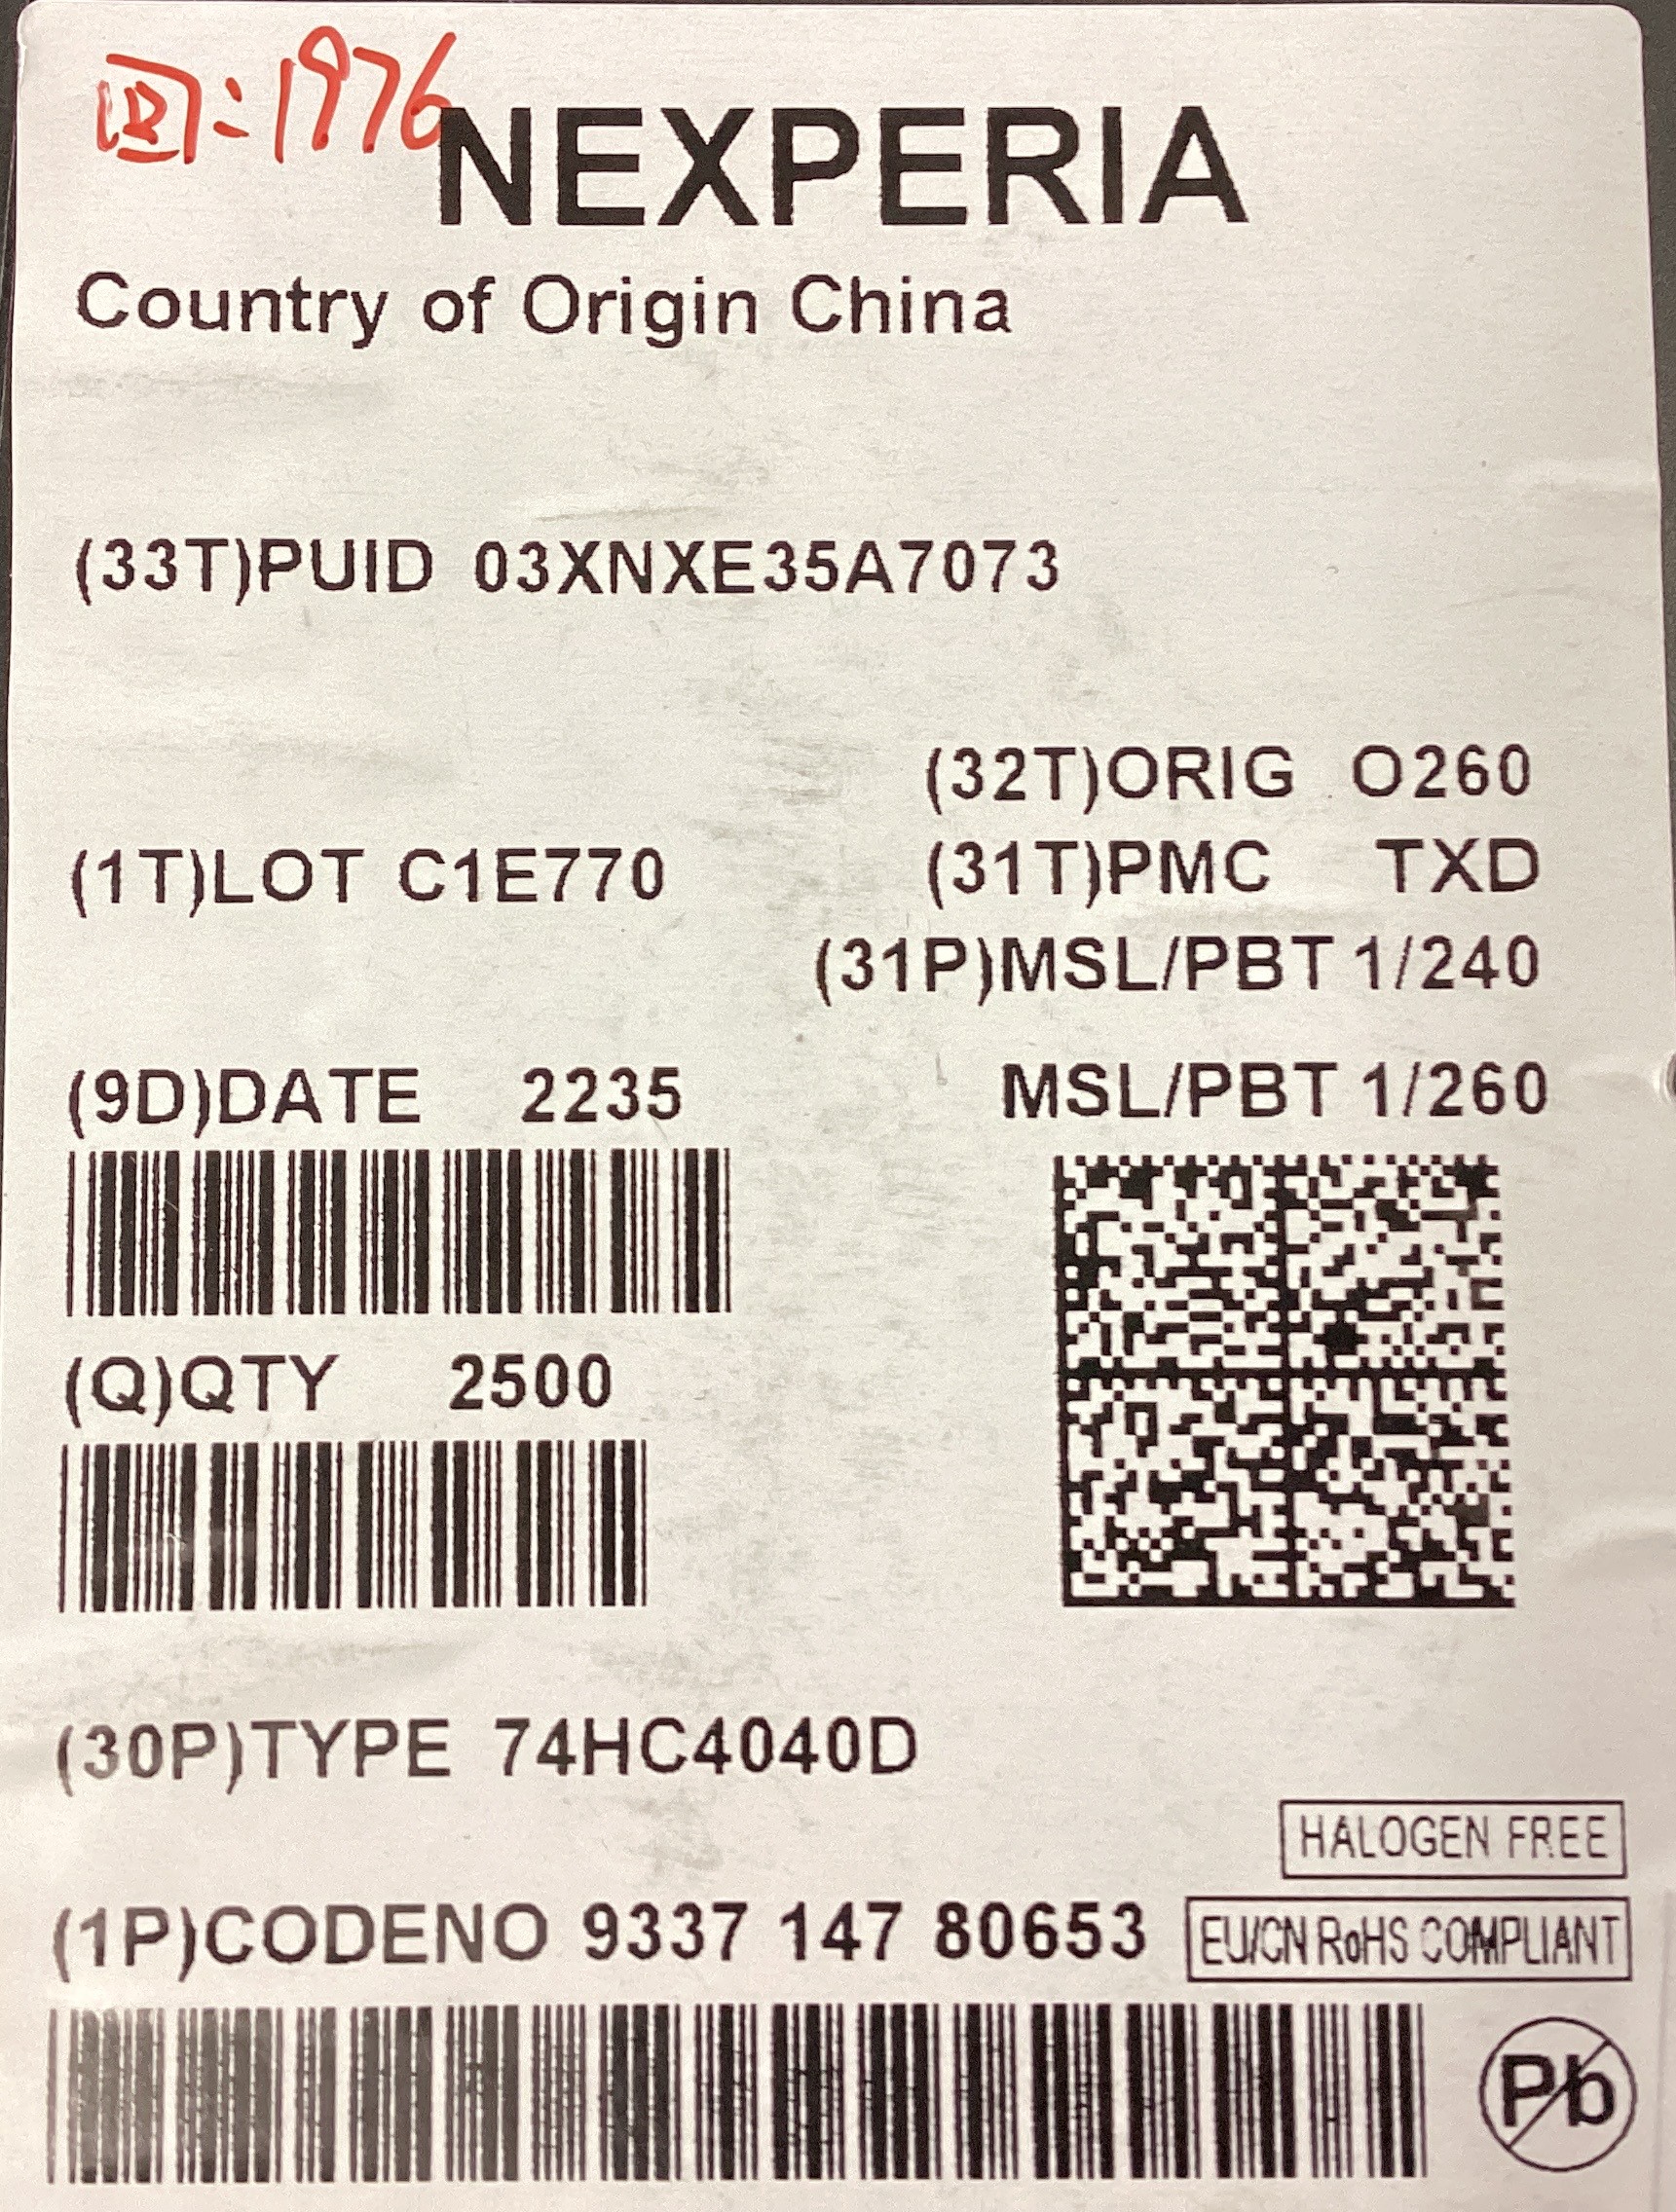 :1976
NEXPERIA
Country of Origin China
(33T)PUID 03XNXE35A7073
(32T)ORIG O260
(1T)LOT C1E770
(31T)PMC TXD
(31P)MSL/PBT 1/240
(9D)DATE 2235
MSL/PBT 1/260
(Q)QTY 2500
(30P)TYPE 74HC4040D
HALOGEN FREE
(1P)CODENO 9337 147 80653
EU/CN RoHS COMPLIANT
Pb